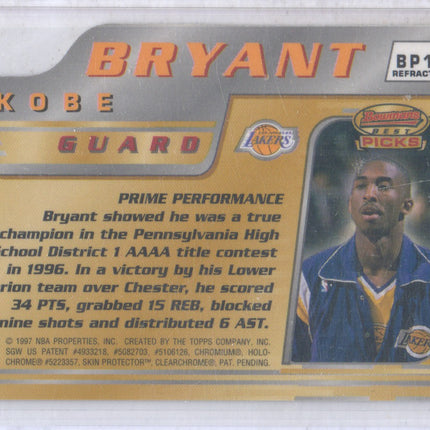 BRYANT
BP1
REFRACT
KOBE
GUARD
LAKERS
Bowman's
BEST
PICKS
PRIME PERFORMANCE
Bryant showed he was a true
champion in the Pennsylvania High
School District 1 AAAA title contest
in 1996. In a victory by his Lower
rion team over Chester, he scored
34 PTS, grabbed 15 REB, blocked
nine shots and distributed 6 AST.
© 1997 NBA PROPERTIES, INC. CREATED BY THE TOPPS COMPANY, INC.
SGW US PATENT #4933218, #5082703, #5106126, CHROMIUM®, HOLO-
CHROME® #5223357, SKIN PROTECTOR™, CLEARCHROME®, PAT. PENDING.
LAKERS